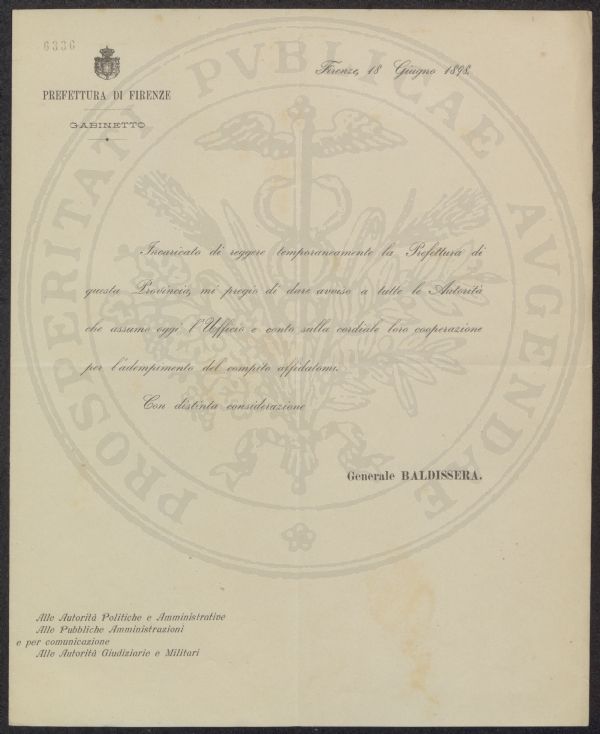 6336
Firenze, 18 Giugno 1898.
PREFETTURA DI FIRENZE
GABINETTO
Incaricato di reggere temporaneamente la Prefettura di
questa Provincia, mi pregio di dare avviso a tutte le Autorità
che assumo oggi l'Ufficio e conto sulla cordiale loro cooperazione
per l'adempimento del compito affidatomi.
Con distinta considerazione
Generale BALDISSERA.
Alle Autorità Politiche e Amministrative
Alle Pubbliche Amministrazioni
e per comunicazione
Alle Autorità Giudiziarie e Militari
PROSPERITATI PVBLICAE AVGENDAE